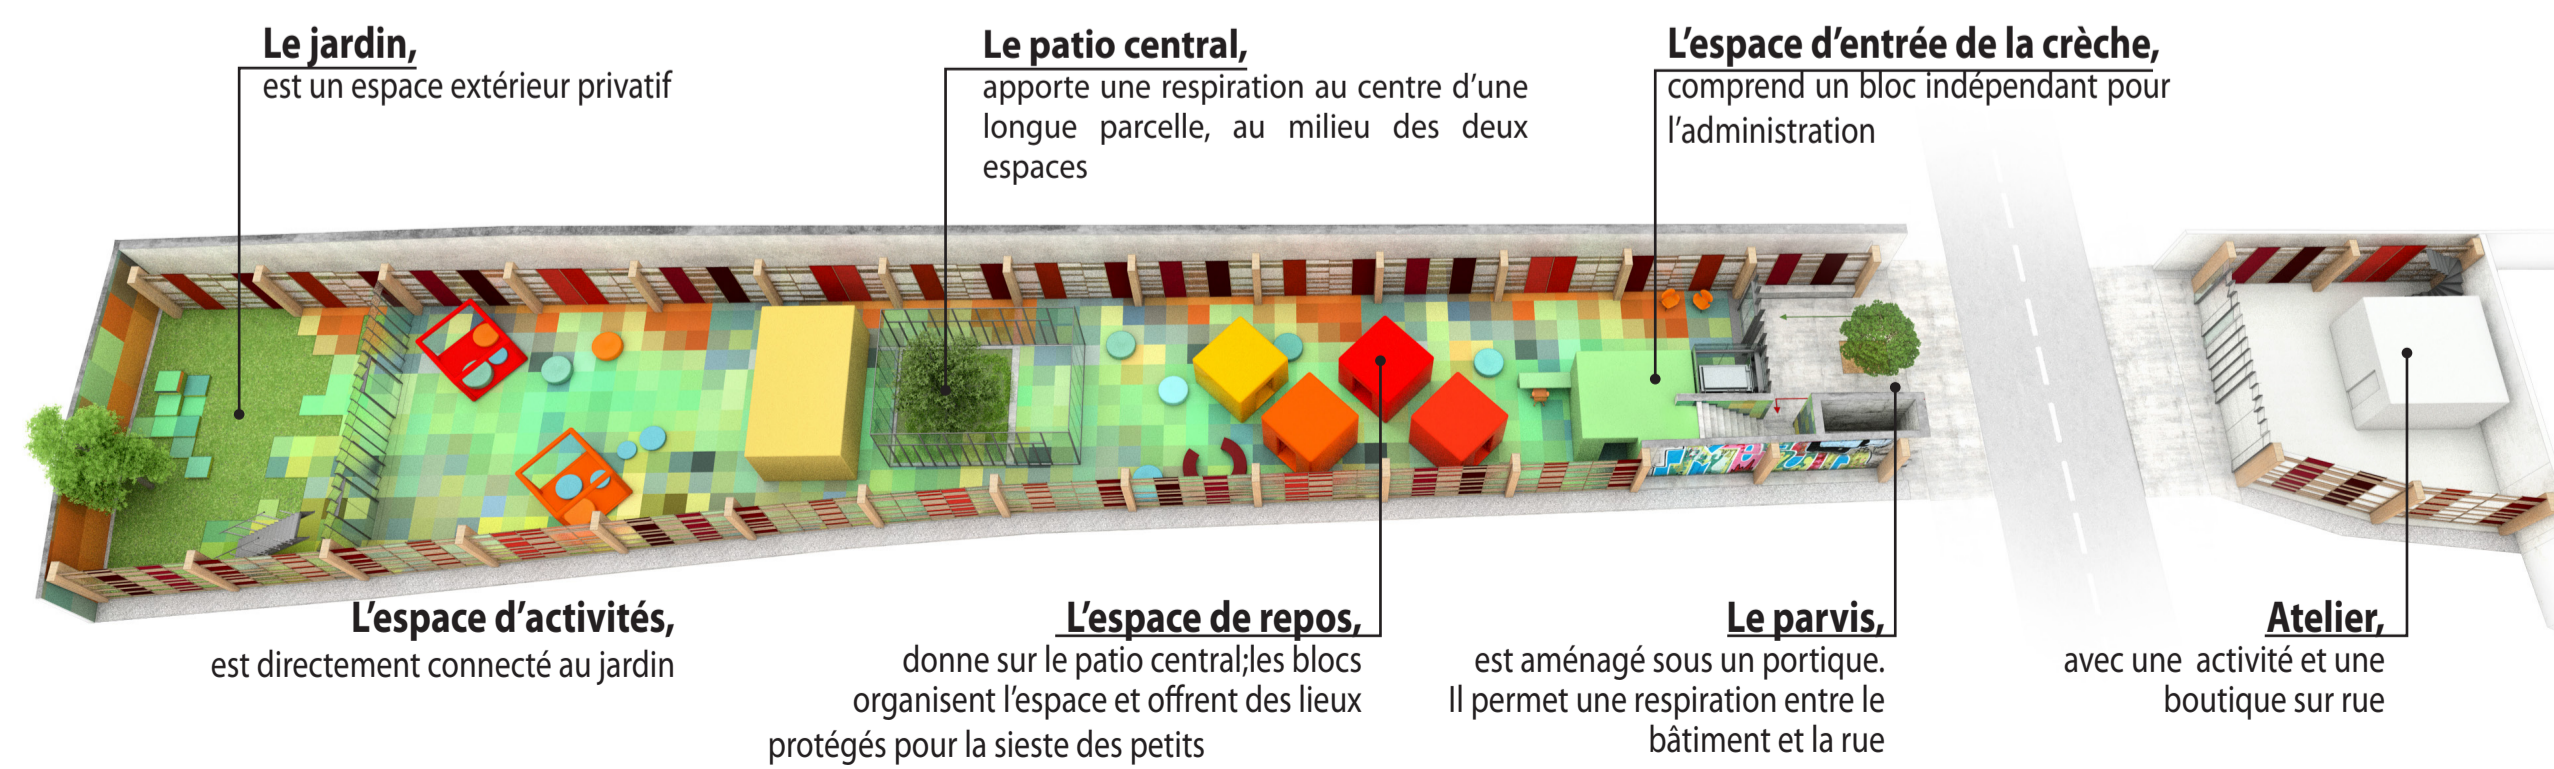 Le jardin,
est un espace extérieur privatif
Le patio central,
apporte une respiration au centre d’une
longue parcelle, au milieu des deux
espaces
L’espace d’entrée de la crèche,
comprend un bloc indépendant pour
l’administration
L’espace d’activités,
est directement connecté au jardin
L’espace de repos,
donne sur le patio central;les blocs
organisent l’espace et offrent des lieux
protégés pour la sieste des petits
Le parvis,
est aménagé sous un portique.
Il permet une respiration entre le
bâtiment et la rue
Atelier,
avec une activité et une
boutique sur rue